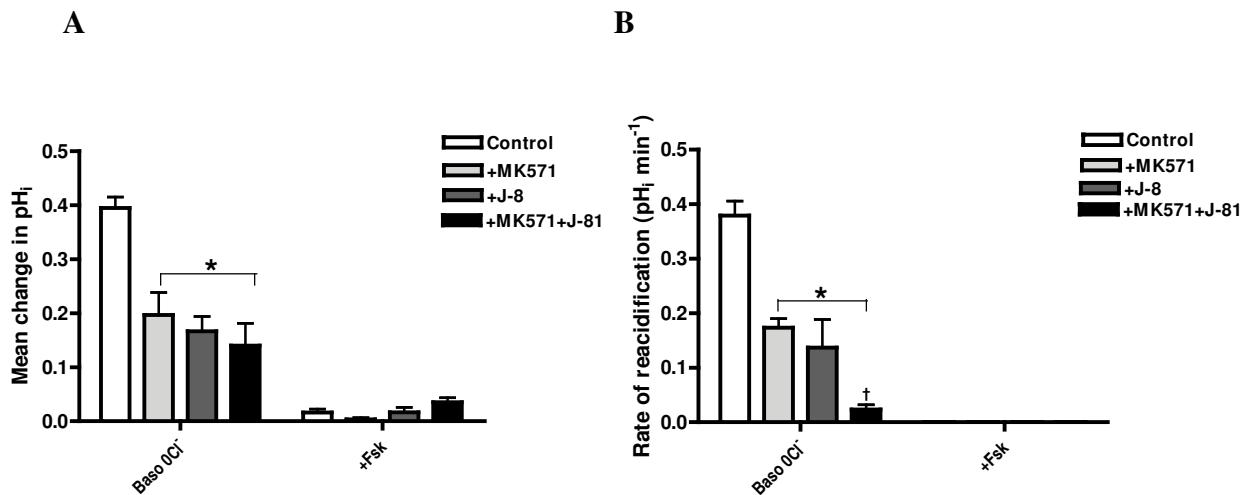 A
Mean change in pHi
0.5
0.4
0.3
0.2
0.1
0.0
*
Control
+MK571
+J-8
+MK571+J-81
Baso 0Cl-
+Fsk
B
Rate of reacidification (pHi min-1)
0.5
0.4
0.3
0.2
0.1
0.0
*
†
Control
+MK571
+J-8
+MK571+J-81
Baso 0Cl-
+Fsk